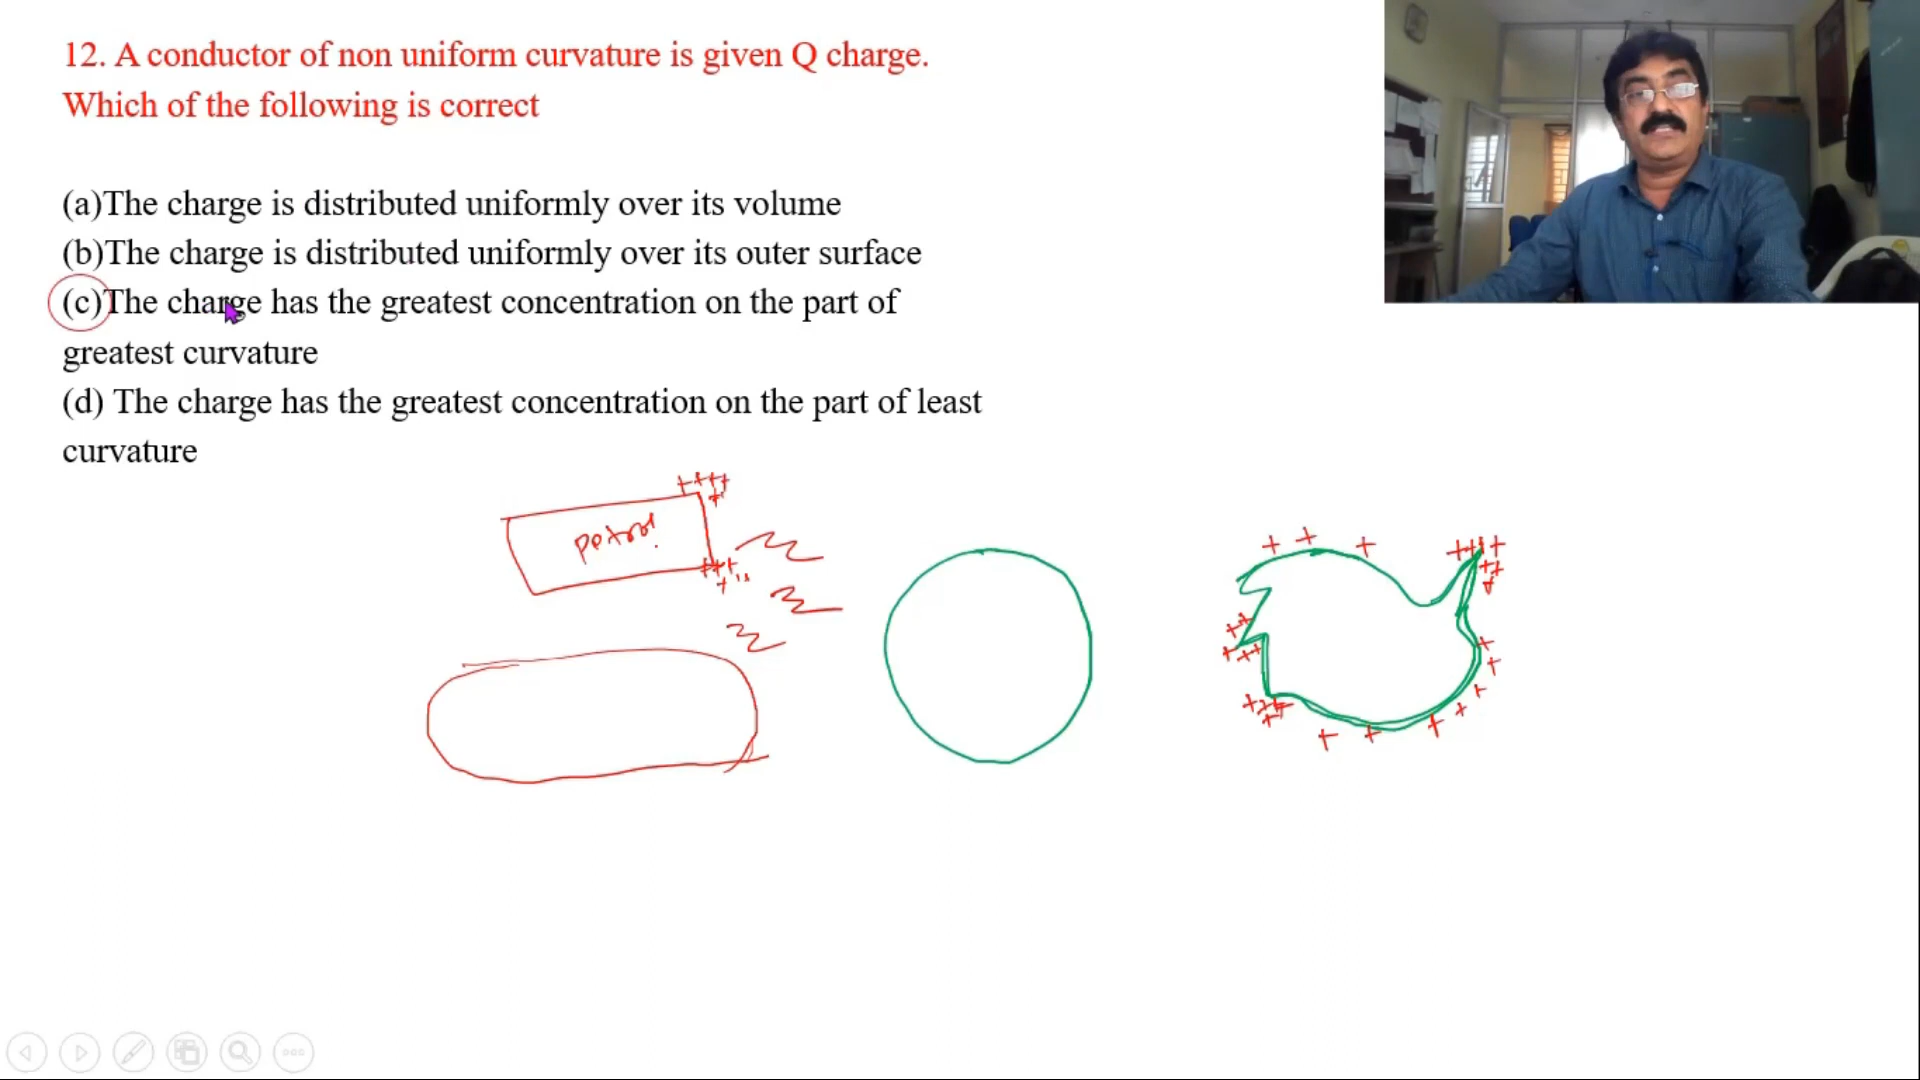 12. A conductor of non uniform curvature is given Q charge.
Which of the following is correct
(a)The charge is distributed uniformly over its volume
(b)The charge is distributed uniformly over its outer surface
(c)The charge has the greatest concentration on the part of
greatest curvature
(d) The charge has the greatest concentration on the part of least
curvature
petrol